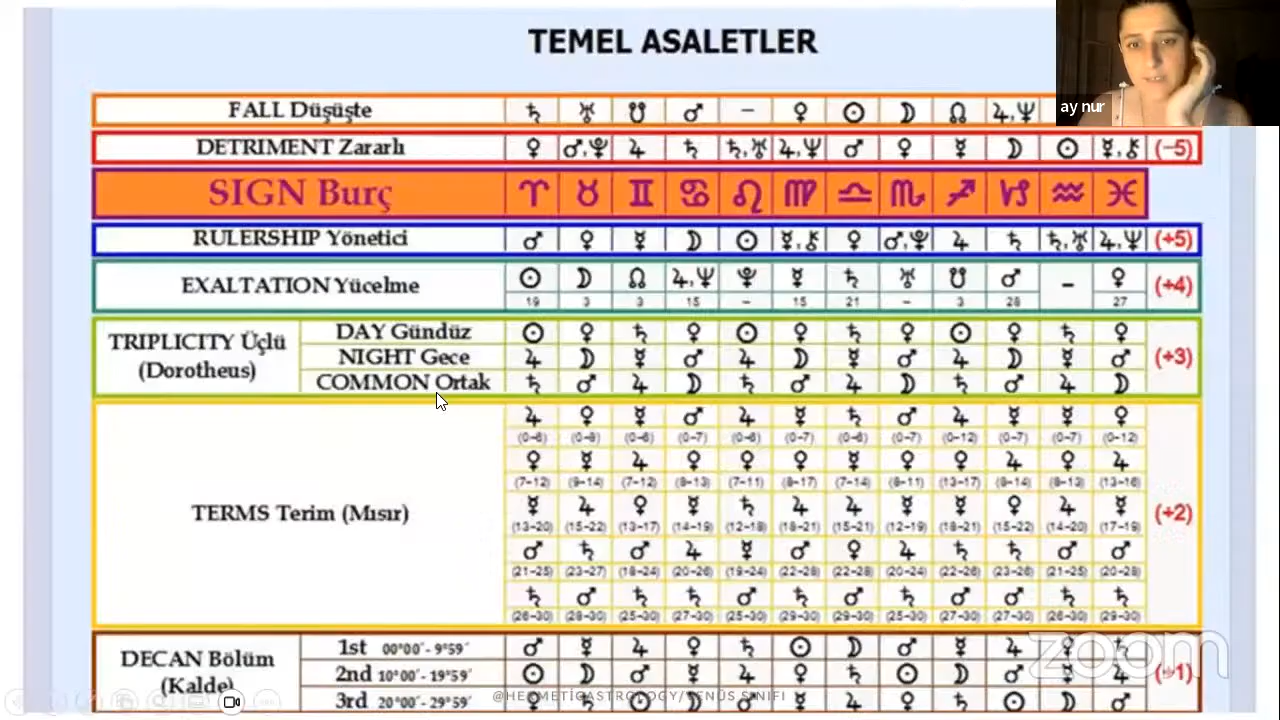 TEMEL ASALETLER
ay nur
FALL Düşüşte ♄ ♅ ☋ ♂ – ♀ ☉ ☽ ☊ ♃,♆
DETRIMENT Zararlı ♀ ♂,♇ ♃ ♄ ♄,♅ ♃,♆ ♂ ♀ ☿ ☽ ☉ ☿,⚷ (−5)
SIGN Burç ♈ ♉ ♊ ♋ ♌ ♍ ♎ ♏ ♐ ♑ ♒ ♓
RULERSHIP Yönetici ♂ ♀ ☿ ☽ ☉ ☿,⚷ ♀ ♂,♇ ♃ ♄ ♄,♅ ♃,♆ (+5)
EXALTATION Yücelme ☉ ☽ ☊ ♃,♆ ♇ ☿ ♄ ♅ ☋ ♂ – ♀ (+4)
19 3 3 15 – 15 21 – 3 28 27
TRIPLICITY Üçlü (Dorotheus) (+3)
DAY Gündüz ☉ ♀ ♄ ♀ ☉ ♀ ♄ ♀ ☉ ♀ ♄ ♀
NIGHT Gece ♃ ☽ ☿ ♂ ♃ ☽ ☿ ♂ ♃ ☽ ☿ ♂
COMMON Ortak ♄ ♂ ♃ ☽ ♄ ♂ ♃ ☽ ♄ ♂ ♃ ☽
TERMS Terim (Mısır) (+2)
♃ ♀ ☿ ♂ ♃ ☿ ♄ ♂ ♃ ☿ ☿ ♀
(0-6) (0-8) (0-6) (0-7) (0-6) (0-7) (0-6) (0-7) (0-12) (0-7) (0-7) (0-12)
♀ ☿ ♃ ♀ ♀ ♀ ☿ ♀ ♀ ♃ ♀ ♃
(7-12) (9-14) (7-12) (8-13) (7-11) (8-17) (7-14) (8-11) (13-17) (8-14) (8-13) (13-16)
☿ ♃ ♀ ☿ ♄ ♃ ♃ ☿ ☿ ♀ ♃ ☿
(13-20) (15-22) (13-17) (14-19) (12-18) (18-21) (15-21) (12-19) (18-21) (15-22) (14-20) (17-19)
♂ ♄ ♂ ♃ ☿ ♂ ♀ ♃ ♄ ♄ ♂ ♂
(21-25) (23-27) (18-24) (20-26) (19-24) (22-28) (22-28) (20-24) (22-26) (23-26) (21-25) (20-28)
♄ ♂ ♄ ♄ ♂ ♄ ♂ ♄ ♂ ♂ ♄ ♄
(26-30) (28-30) (25-30) (27-30) (25-30) (29-30) (29-30) (25-30) (27-30) (27-30) (26-30) (29-30)
DECAN Bölüm (Kalde)
1st 00°00′- 9°59′ ♂ ☿ ♃ ♀ ♄ ☉ ☽ ♂ ☿ ♃ ♀ ♄
2nd 10°00′ - 19°59′ ☉ ☽ ♂ ☿ ♃ ♀ ♄ ☉ ☽ ♂ ☿ ♃
3rd 20°00′ - 29°59′ ♀ ♄ ☉ ☽ ♂ ☿ ♃ ♀ ♄ ☉ ☽ ♂
@HERMETİCASTROLOGY/VENÜS SINIFI
zoom